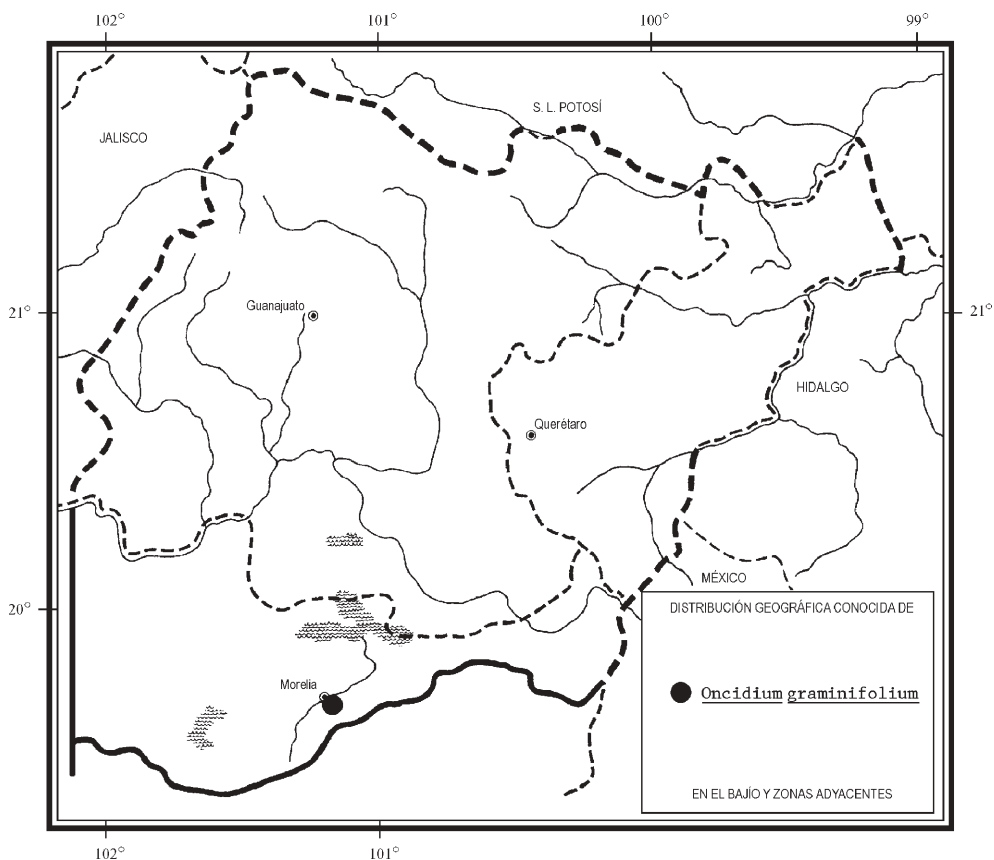 102° 101° 100° 99°
S. L. POTOSÍ
JALISCO
Guanajuato
21° 21°
HIDALGO
Querétaro
MÉXICO
20°
DISTRIBUCIÓN GEOGRÁFICA CONOCIDA DE
Morelia
Oncidium graminifolium
EN EL BAJÍO Y ZONAS ADYACENTES
102° 101°